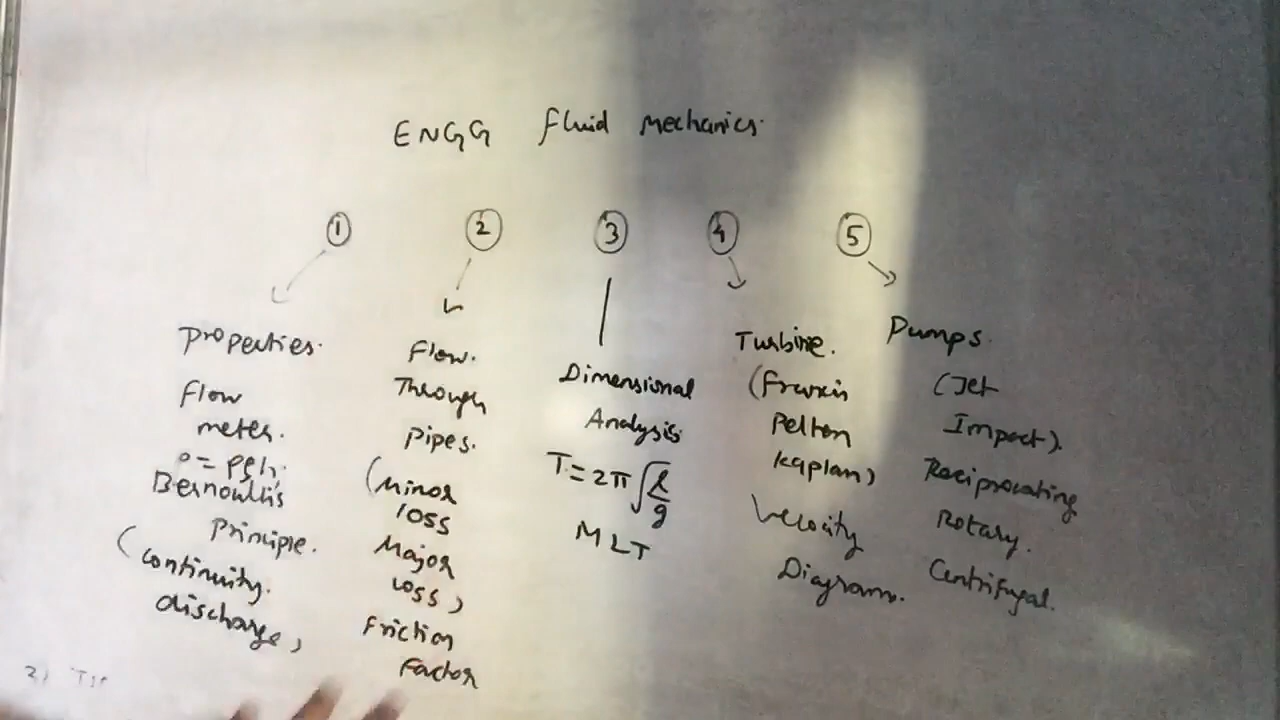 ENGG fluid mechanics.
1
2
3
4
5
properties.
flow
meter.
P = ρgh.
Bernoulli's
principle.
(continuity.
discharge)
Flow.
Through
pipes.
(minor
loss
Major
loss)
Friction
Factor
Dimensional
Analysis
T = 2π√l/g
MLT
Turbine.
(Francis
Pelton
kaplan)
Velocity
Diagram.
Pumps.
(Jet
Impact).
Reciprocating
Rotary.
Centrifugal.